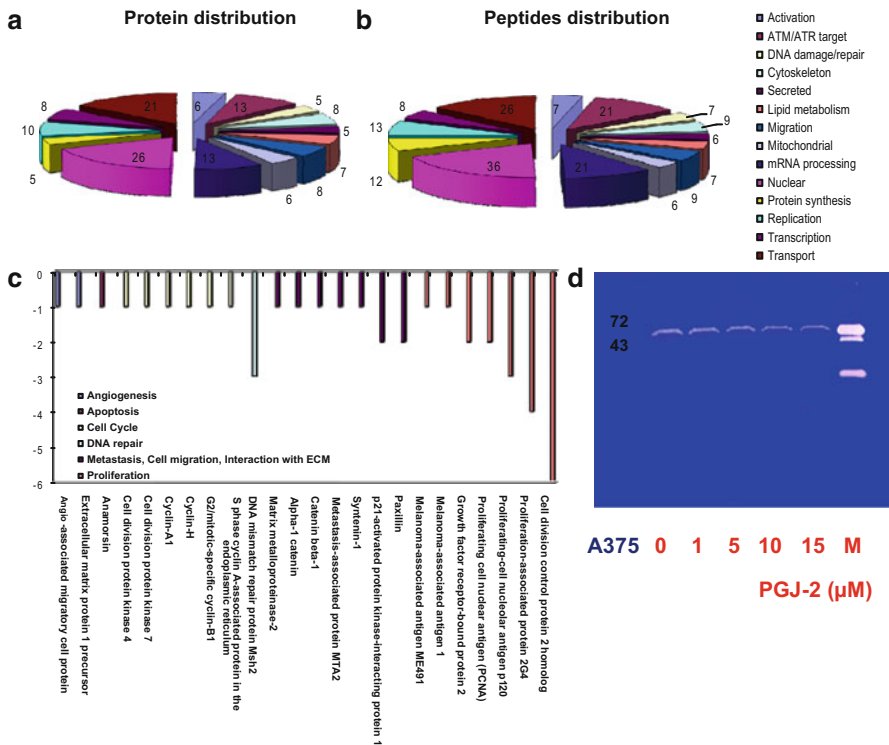 a
Protein distribution
6
13
5
8
5
7
8
6
13
26
5
10
8
21
b
Peptides distribution
7
21
7
9
6
7
9
6
21
36
12
13
8
26
Activation
ATM/ATR target
DNA damage/repair
Cytoskeleton
Secreted
Lipid metabolism
Migration
Mitochondrial
mRNA processing
Nuclear
Protein synthesis
Replication
Transcription
Transport
c
0
-1
-2
-3
-4
-5
-6
Angiogenesis
Apoptosis
Cell Cycle
DNA repair
Metastasis, Cell migration, Interaction with ECM
Proliferation
Angio -associated migratory cell protein
Extracellular matrix protein 1 precursor
Anamorsin
Cell division protein kinase 4
Cell division protein kinase 7
Cyclin-A1
Cyclin-H
G2/mitotic-specific cyclin-B1
S phase cyclin A-associated protein in the
endoplasmic reticulum
DNA mismatch repair protein Msh2
Matrix metalloproteinase-2
Alpha-1 catenin
Catenin beta-1
Metastasis-associated protein MTA2
Syntenin-1
p21-activated protein kinase-interacting protein 1
Paxillin
Melanoma-associated antigen ME491
Melanoma-associated antigen 1
Growth factor receptor-bound protein 2
Proliferating cell nuclear antigen (PCNA)
Proliferating-cell nucleolar antigen p120
Proliferation-associated protein 2G4
Cell division control protein 2 homolog
d
72
43
A375 0 1 5 10 15 M
PGJ-2 (µM)